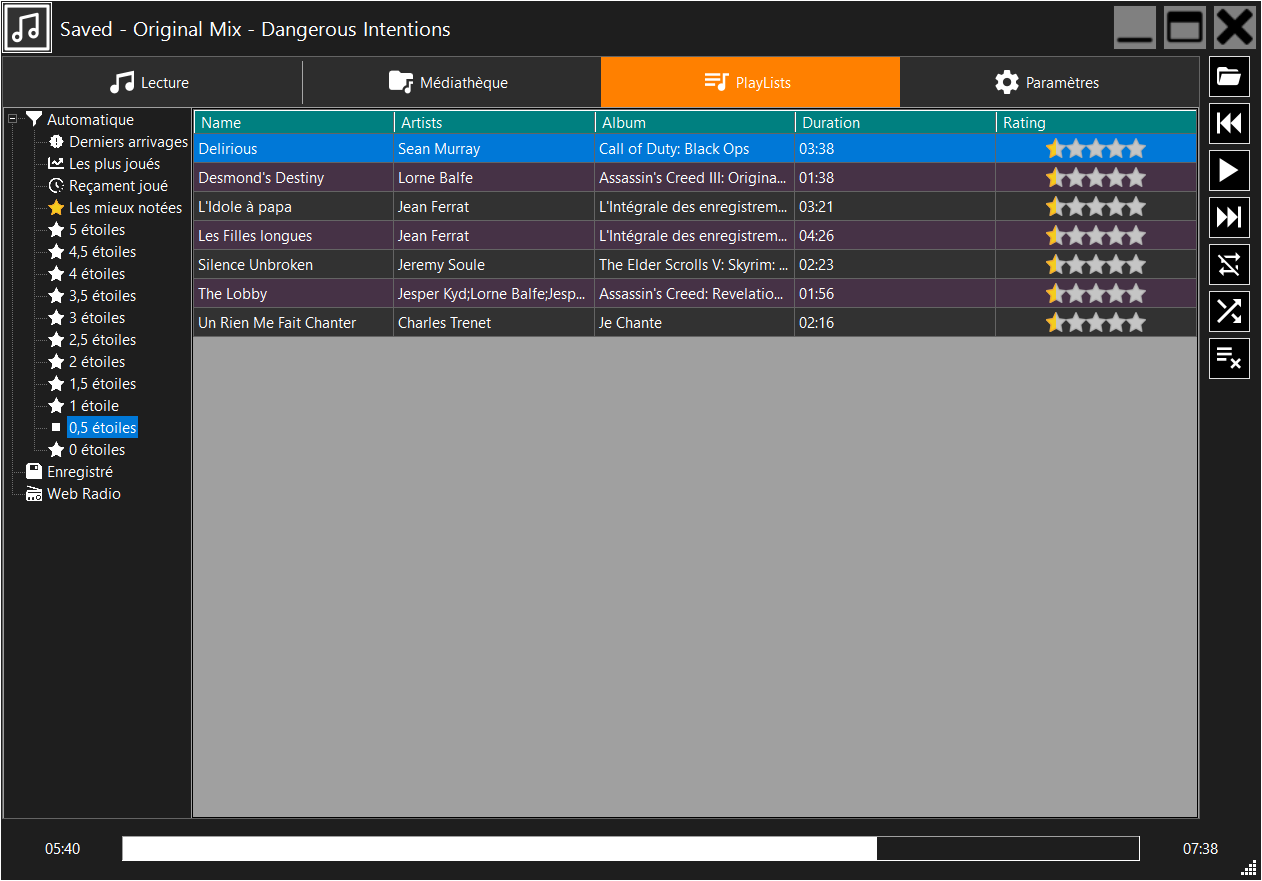 Saved - Original Mix - Dangerous Intentions
Lecture
Médiathèque
PlayLists
Paramètres
Automatique
Derniers arrivages
Les plus joués
Reçament joué
Les mieux notées
5 étoiles
4,5 étoiles
4 étoiles
3,5 étoiles
3 étoiles
2,5 étoiles
2 étoiles
1,5 étoiles
1 étoile
0,5 étoiles
0 étoiles
Enregistré
Web Radio
Name Artists Album Duration Rating
Delirious Sean Murray Call of Duty: Black Ops 03:38
Desmond's Destiny Lorne Balfe Assassin's Creed III: Origina... 01:38
L'Idole à papa Jean Ferrat L'Intégrale des enregistrem... 03:21
Les Filles longues Jean Ferrat L'Intégrale des enregistrem... 04:26
Silence Unbroken Jeremy Soule The Elder Scrolls V: Skyrim: ... 02:23
The Lobby Jesper Kyd;Lorne Balfe;Jesp... Assassin's Creed: Revelatio... 01:56
Un Rien Me Fait Chanter Charles Trenet Je Chante 02:16
05:40
07:38